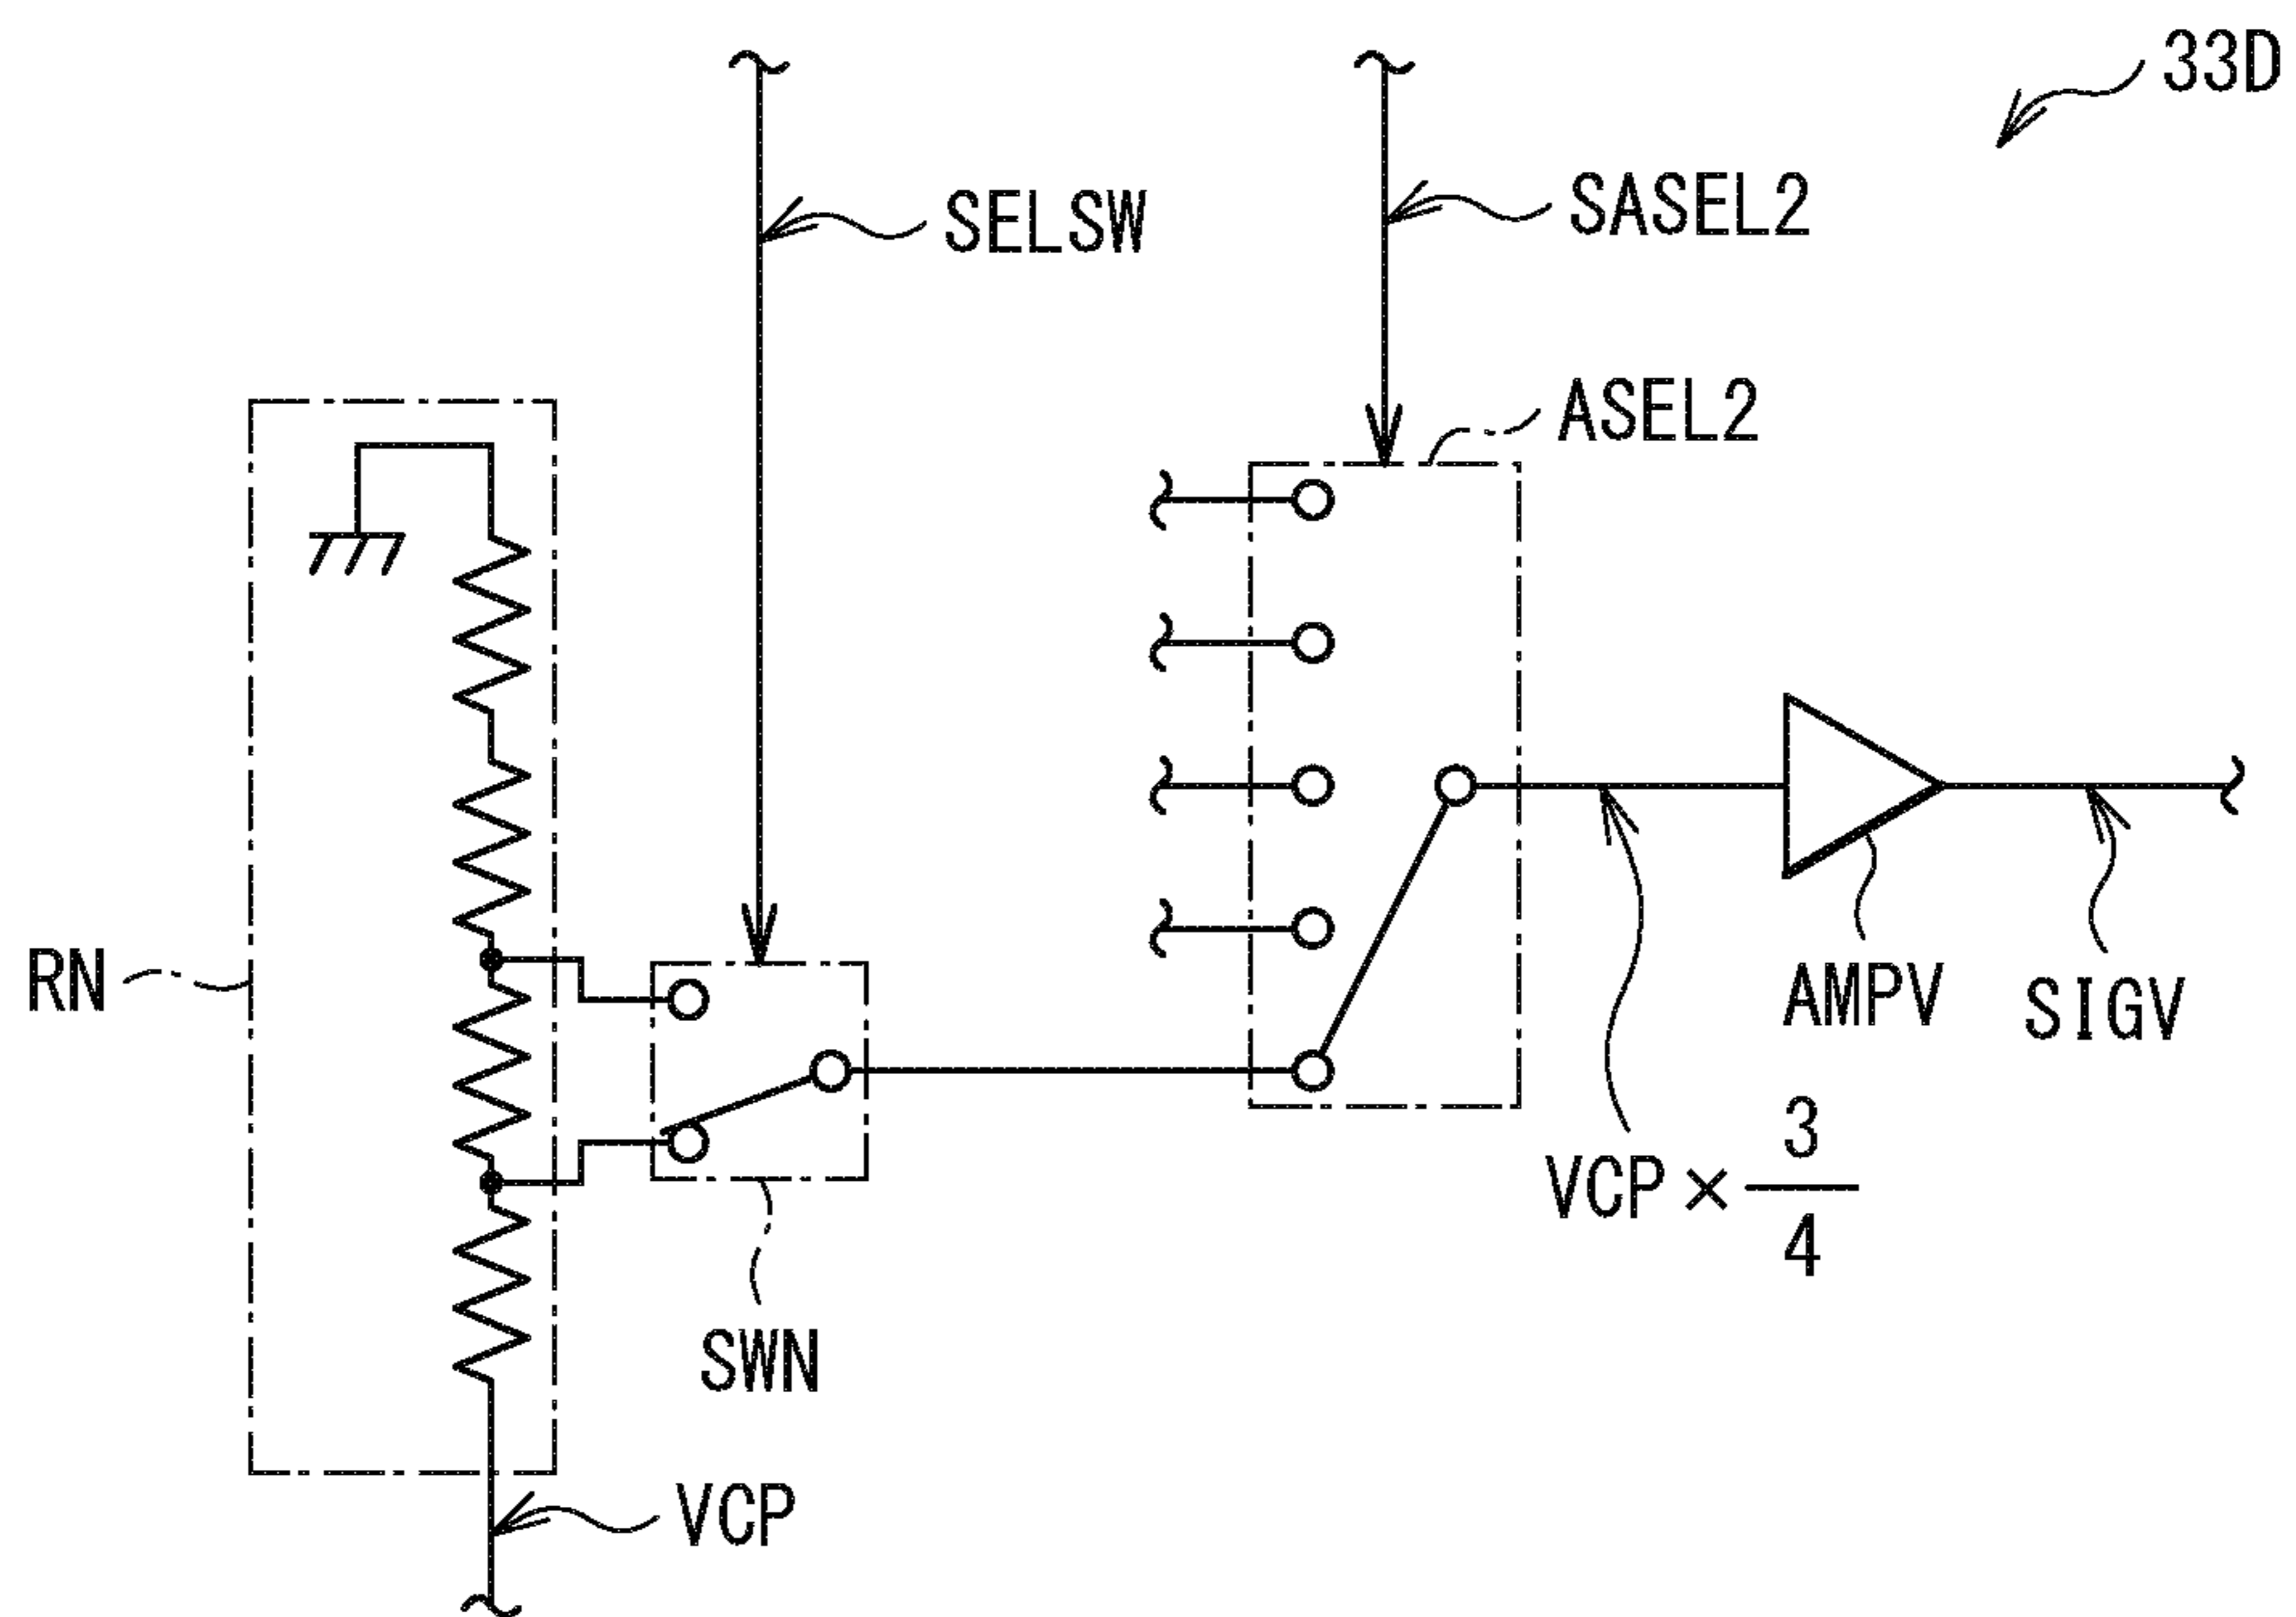 33D
SELSW
SASEL2
ASEL2
RN
AMPV
SIGV
VCP × 3/4
SWN
VCP